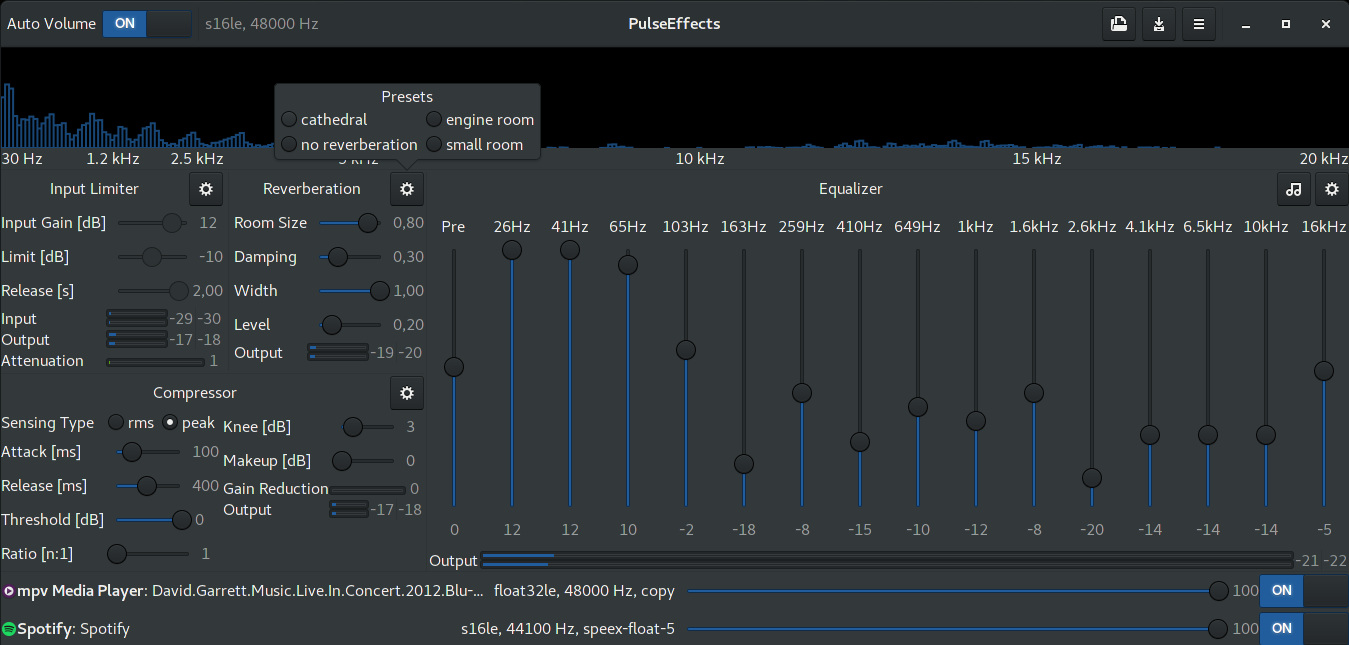 Auto Volume ON s16le, 48000 Hz PulseEffects
Presets
cathedral engine room
no reverberation small room
30 Hz 1.2 kHz 2.5 kHz 5 kHz 10 kHz 15 kHz 20 kHz
Input Limiter
Input Gain [dB] 12
Limit [dB] -10
Release [s] 2,00
Input -29 -30
Output -17 -18
Attenuation 1
Reverberation
Room Size 0,80
Damping 0,30
Width 1,00
Level 0,20
Output -19 -20
Compressor
Sensing Type rms peak
Attack [ms] 100
Release [ms] 400
Threshold [dB] 0
Ratio [n:1] 1
Knee [dB] 3
Makeup [dB] 0
Gain Reduction 0
Output -17 -18
Equalizer
Pre 26Hz 41Hz 65Hz 103Hz 163Hz 259Hz 410Hz 649Hz 1kHz 1.6kHz 2.6kHz 4.1kHz 6.5kHz 10kHz 16kHz
0 12 12 10 -2 -18 -8 -15 -10 -12 -8 -20 -14 -14 -14 -5
Output -21 -22
mpv Media Player: David.Garrett.Music.Live.In.Concert.2012.Blu-... float32le, 48000 Hz, copy 100 ON
Spotify: Spotify s16le, 44100 Hz, speex-float-5 100 ON